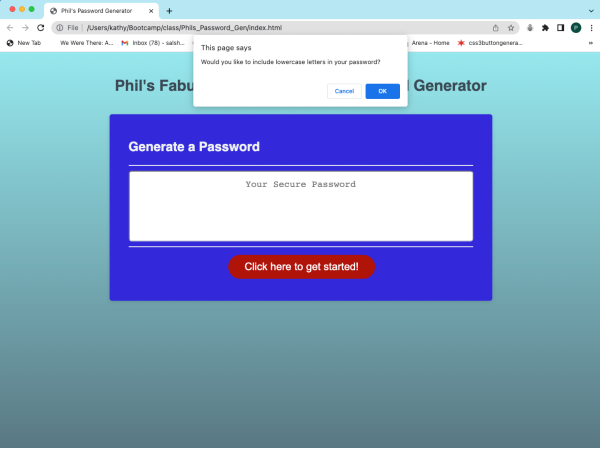 Phil's Password Generator
File | /Users/kathy/Bootcamp/class/Phils_Password_Gen/index.html
P
New Tab We Were There: A... Inbox (78) - salsh... Arena - Home css3buttongenera...
This page says
Would you like to include lowercase letters in your password?
Cancel OK
Phil's Fabu Generator
Generate a Password
Your Secure Password
Click here to get started!